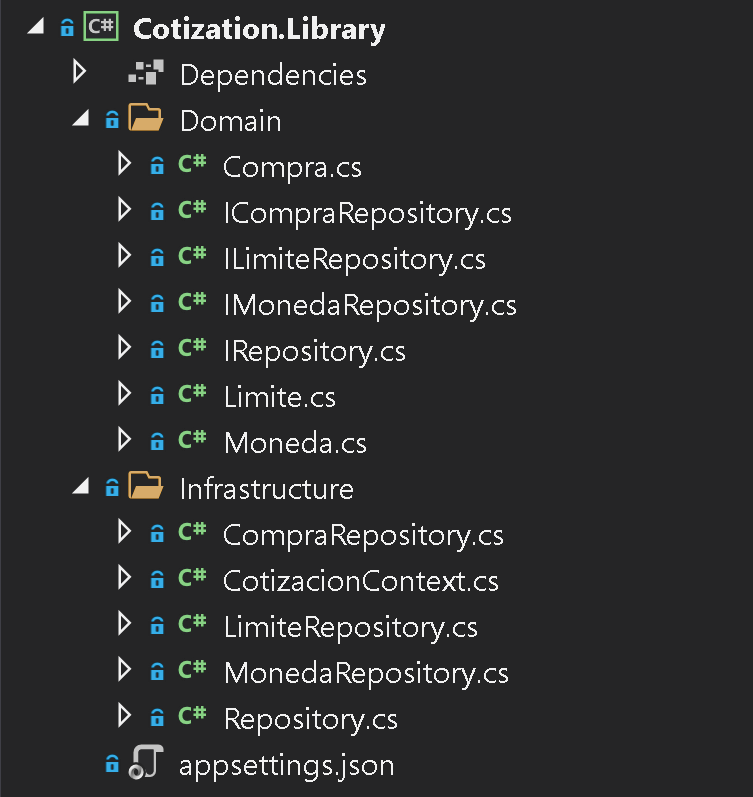 C# Cotization.Library
Dependencies
Domain
C# Compra.cs
C# ICompraRepository.cs
C# ILimiteRepository.cs
C# IMonedaRepository.cs
C# IRepository.cs
C# Limite.cs
C# Moneda.cs
Infrastructure
C# CompraRepository.cs
C# CotizacionContext.cs
C# LimiteRepository.cs
C# MonedaRepository.cs
C# Repository.cs
appsettings.json